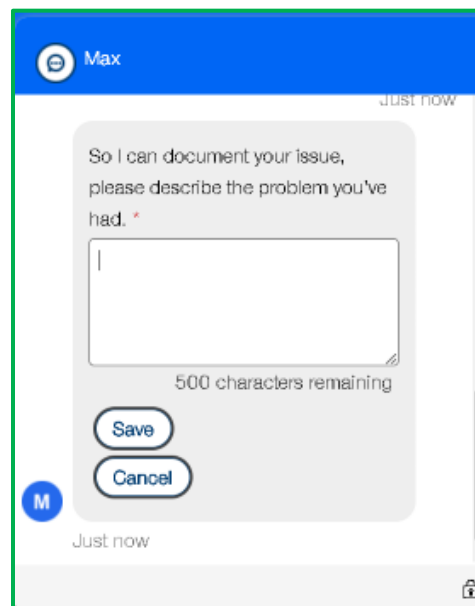 Max
Just now
So I can document your issue,
please describe the problem you've
had. *
500 characters remaining
Save
Cancel
M
Just now